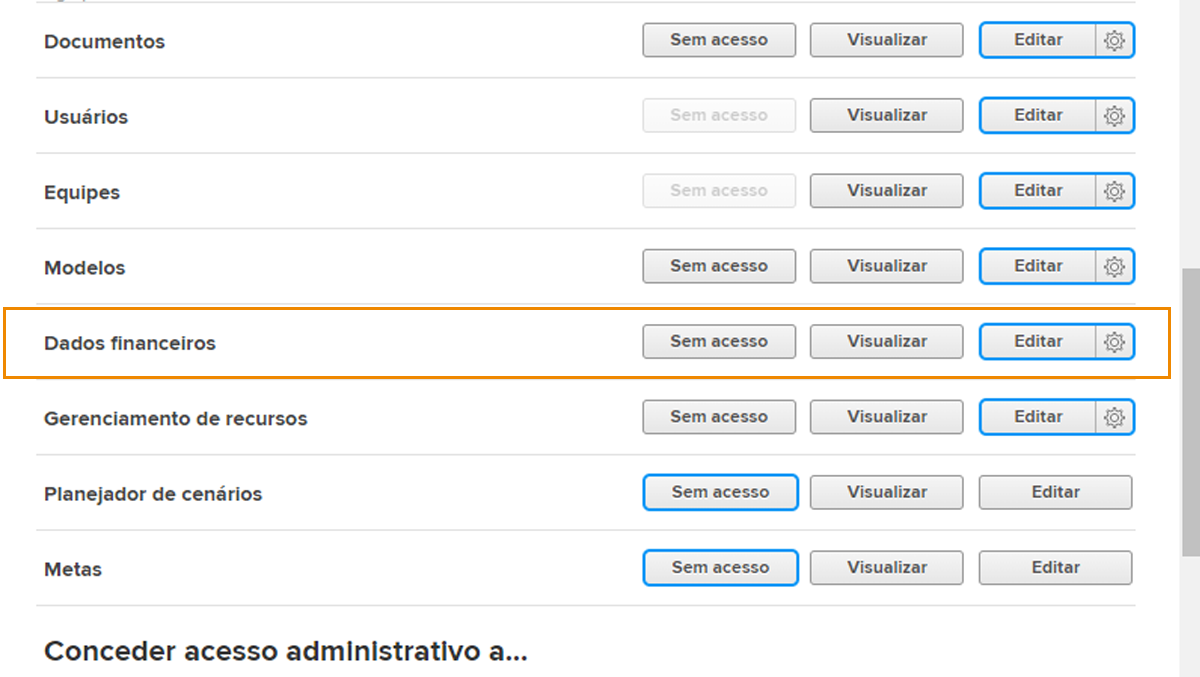 Documentos Sem acesso Visualizar Editar
Usuários Sem acesso Visualizar Editar
Equipes Sem acesso Visualizar Editar
Modelos Sem acesso Visualizar Editar
Dados financeiros Sem acesso Visualizar Editar
Gerenciamento de recursos Sem acesso Visualizar Editar
Planejador de cenários Sem acesso Visualizar Editar
Metas Sem acesso Visualizar Editar
Conceder acesso administrativo a...